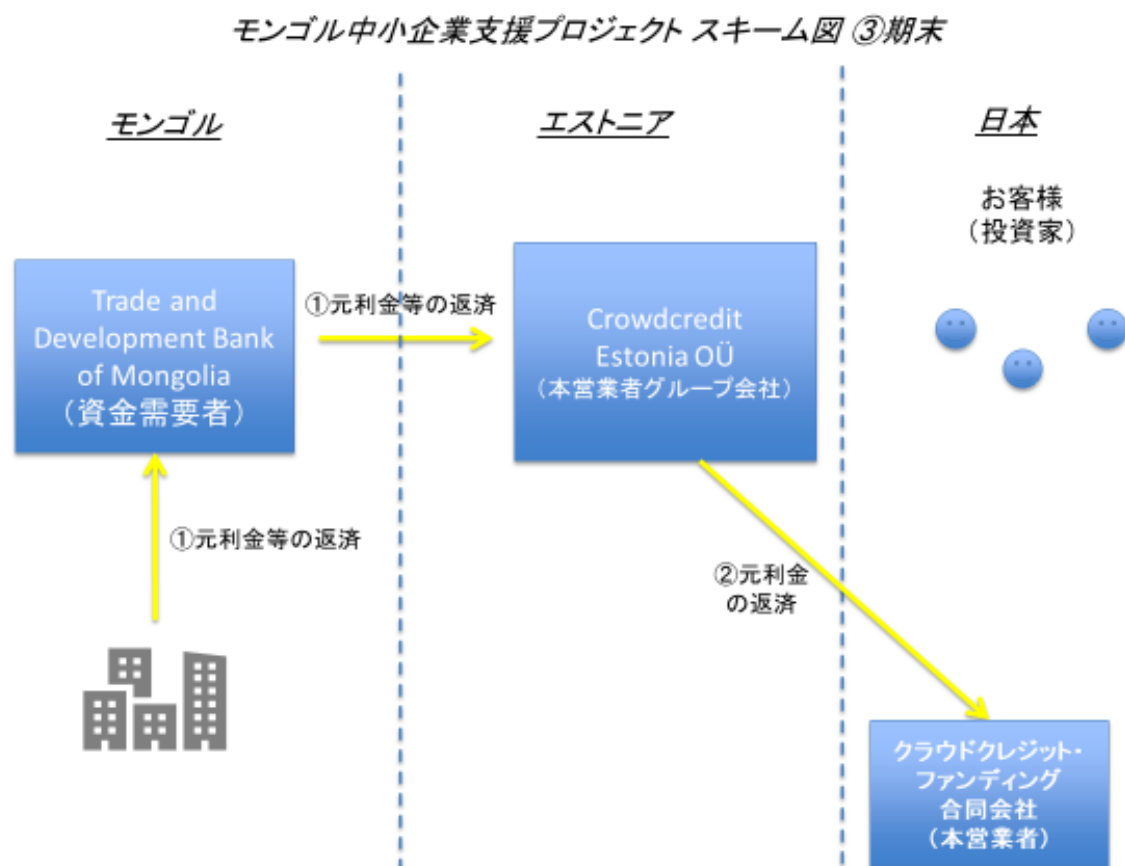 モンゴル中小企業支援プロジェクト スキーム図 ③期末
モンゴル
エストニア
日本
お客様
（投資家）
Trade and
Development Bank
of Mongolia
（資金需要者）
①元利金等の返済
Crowdcredit
Estonia OÜ
（本営業者グループ会社）
①元利金等の返済
②元利金
の返済
クラウドクレジット・
ファンディング
合同会社
（本営業者）